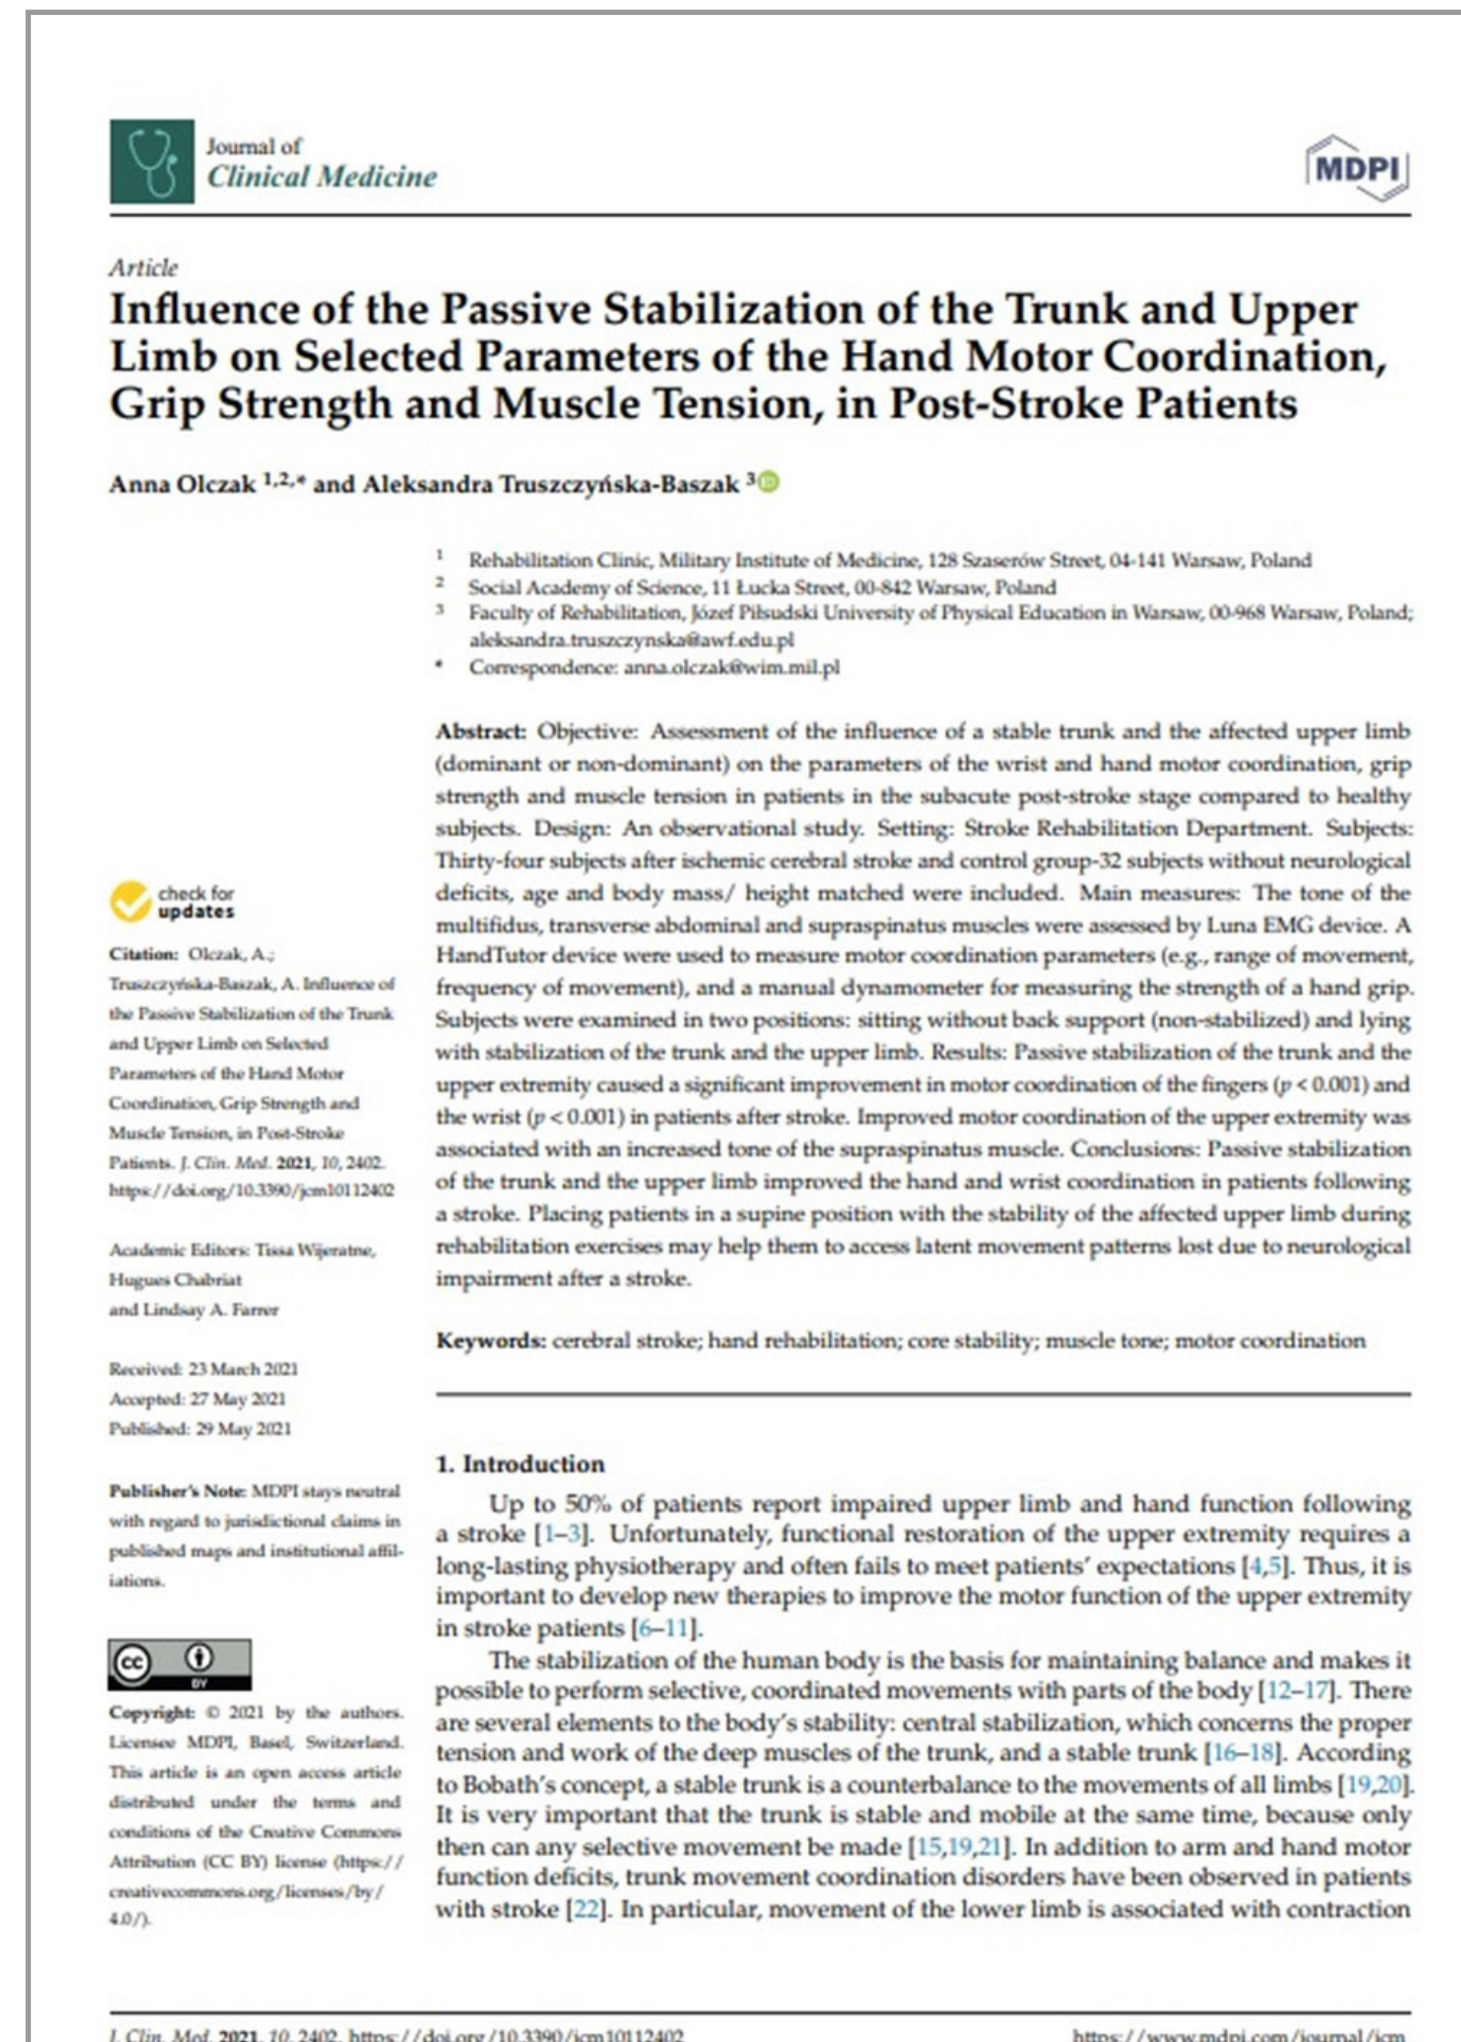 Journal of
Clinical Medicine
MDPI
Article
Influence of the Passive Stabilization of the Trunk and Upper
Limb on Selected Parameters of the Hand Motor Coordination,
Grip Strength and Muscle Tension, in Post-Stroke Patients
Anna Olczak 1,2,* and Aleksandra Truszczyńska-Baszak 3
iD
1 Rehabilitation Clinic, Military Institute of Medicine, 128 Szaserów Street, 04-141 Warsaw, Poland
2 Social Academy of Science, 11 Łucka Street, 00-842 Warsaw, Poland
3 Faculty of Rehabilitation, Józef Piłsudski University of Physical Education in Warsaw, 00-968 Warsaw, Poland;
aleksandra.truszczynska@awf.edu.pl
* Correspondence: anna.olczak@wim.mil.pl
Abstract: Objective: Assessment of the influence of a stable trunk and the affected upper limb
(dominant or non-dominant) on the parameters of the wrist and hand motor coordination, grip
strength and muscle tension in patients in the subacute post-stroke stage compared to healthy
subjects. Design: An observational study. Setting: Stroke Rehabilitation Department. Subjects:
Thirty-four subjects after ischemic cerebral stroke and control group-32 subjects without neurological
deficits, age and body mass/ height matched were included. Main measures: The tone of the
multifidus, transverse abdominal and supraspinatus muscles were assessed by Luna EMG device. A
HandTutor device were used to measure motor coordination parameters (e.g., range of movement,
frequency of movement), and a manual dynamometer for measuring the strength of a hand grip.
Subjects were examined in two positions: sitting without back support (non-stabilized) and lying
with stabilization of the trunk and the upper limb. Results: Passive stabilization of the trunk and the
upper extremity caused a significant improvement in motor coordination of the fingers (p < 0.001) and
the wrist (p < 0.001) in patients after stroke. Improved motor coordination of the upper extremity was
associated with an increased tone of the supraspinatus muscle. Conclusions: Passive stabilization
of the trunk and the upper limb improved the hand and wrist coordination in patients following
a stroke. Placing patients in a supine position with the stability of the affected upper limb during
rehabilitation exercises may help them to access latent movement patterns lost due to neurological
impairment after a stroke.
Keywords: cerebral stroke; hand rehabilitation; core stability; muscle tone; motor coordination
check for
updates
Citation: Olczak, A.;
Truszczyńska-Baszak, A. Influence of
the Passive Stabilization of the Trunk
and Upper Limb on Selected
Parameters of the Hand Motor
Coordination, Grip Strength and
Muscle Tension, in Post-Stroke
Patients. J. Clin. Med. 2021, 10, 2402.
https://doi.org/10.3390/jcm10112402
Academic Editors: Tissa Wijeratne,
Hugues Chabriat
and Lindsay A. Farrer
Received: 23 March 2021
Accepted: 27 May 2021
Published: 29 May 2021
Publisher's Note: MDPI stays neutral
with regard to jurisdictional claims in
published maps and institutional affil-
iations.
cc
BY
Copyright: © 2021 by the authors.
Licensee MDPI, Basel, Switzerland.
This article is an open access article
distributed under the terms and
conditions of the Creative Commons
Attribution (CC BY) license (https://
creativecommons.org/licenses/by/
4.0/).
1. Introduction
Up to 50% of patients report impaired upper limb and hand function following
a stroke [1–3]. Unfortunately, functional restoration of the upper extremity requires a
long-lasting physiotherapy and often fails to meet patients' expectations [4,5]. Thus, it is
important to develop new therapies to improve the motor function of the upper extremity
in stroke patients [6–11].
The stabilization of the human body is the basis for maintaining balance and makes it
possible to perform selective, coordinated movements with parts of the body [12–17]. There
are several elements to the body's stability: central stabilization, which concerns the proper
tension and work of the deep muscles of the trunk, and a stable trunk [16–18]. According
to Bobath's concept, a stable trunk is a counterbalance to the movements of all limbs [19,20].
It is very important that the trunk is stable and mobile at the same time, because only
then can any selective movement be made [15,19,21]. In addition to arm and hand motor
function deficits, trunk movement coordination disorders have been observed in patients
with stroke [22]. In particular, movement of the lower limb is associated with contraction
J. Clin. Med. 2021, 10, 2402. https://doi.org/10.3390/jcm10112402
https://www.mdpi.com/journal/jcm